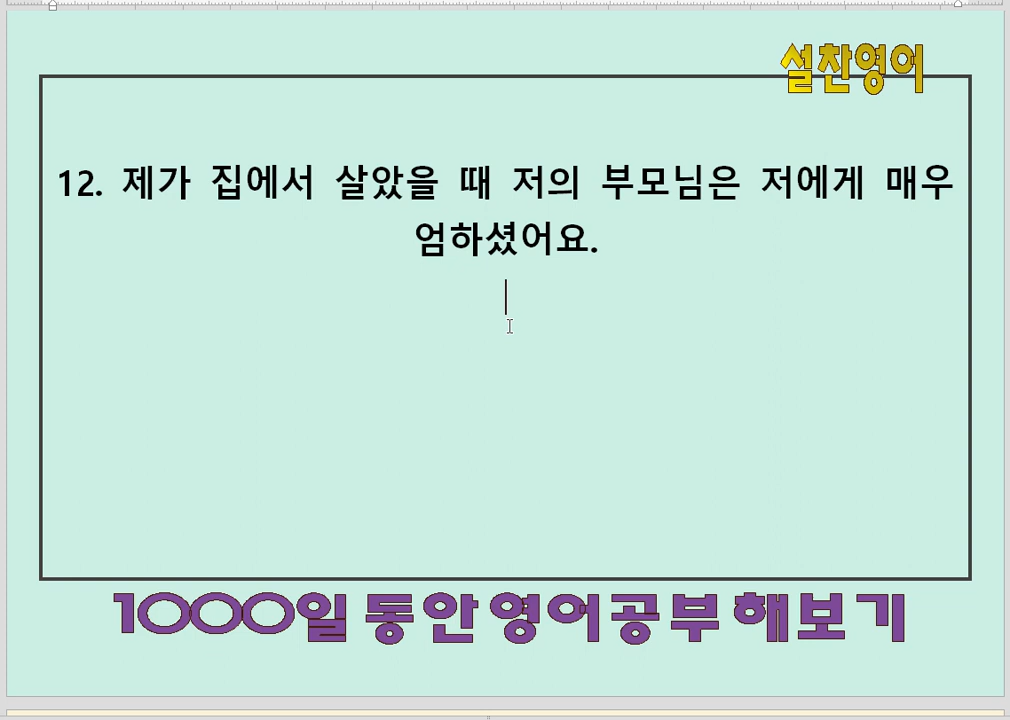 설찬영어
12. 제가 집에서 살았을 때 저의 부모님은 저에게 매우
엄하셨어요.
1000일 동안 영어공부 해보기